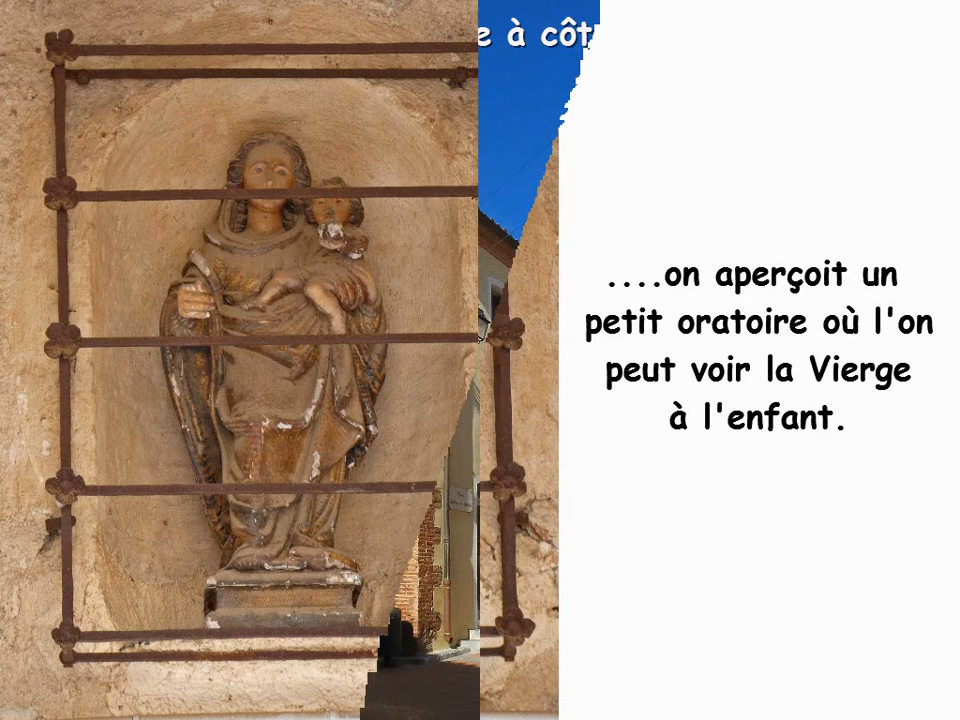 e à côt
....on aperçoit un
petit oratoire où l'on
peut voir la Vierge
à l'enfant.